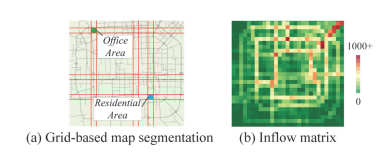 Office
Area
Residential
Area
1000+
0
(a) Grid-based map segmentation
(b) Inflow matrix